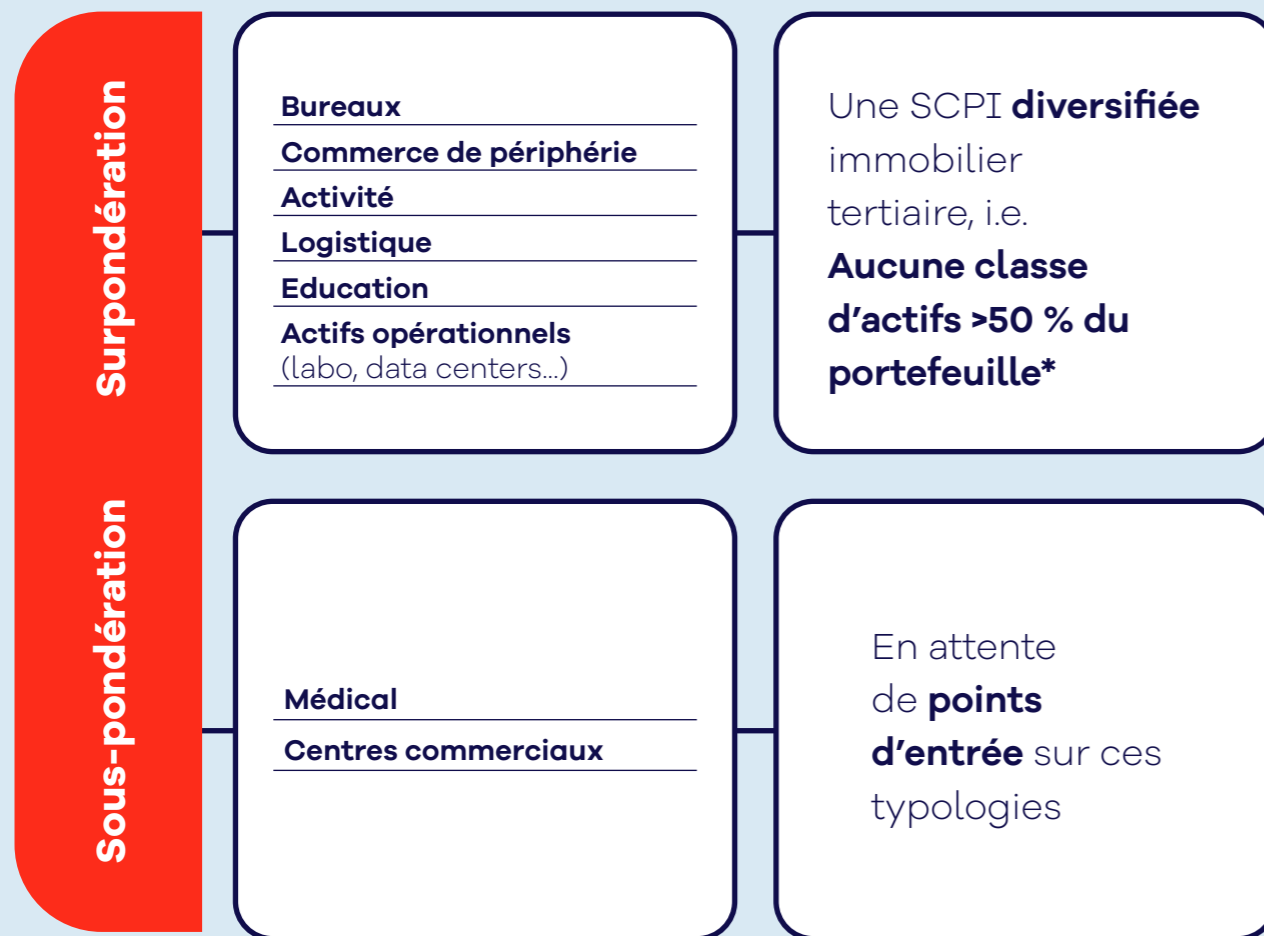 Surpondération
Bureaux
Commerce de périphérie
Activité
Logistique
Education
Actifs opérationnels
(labo, data centers...)
Une SCPI diversifiée
immobilier
tertiaire, i.e.
Aucune classe
d'actifs >50 % du
portefeuille*
Sous-pondération
Médical
Centres commerciaux
En attente
de points
d'entrée sur ces
typologies